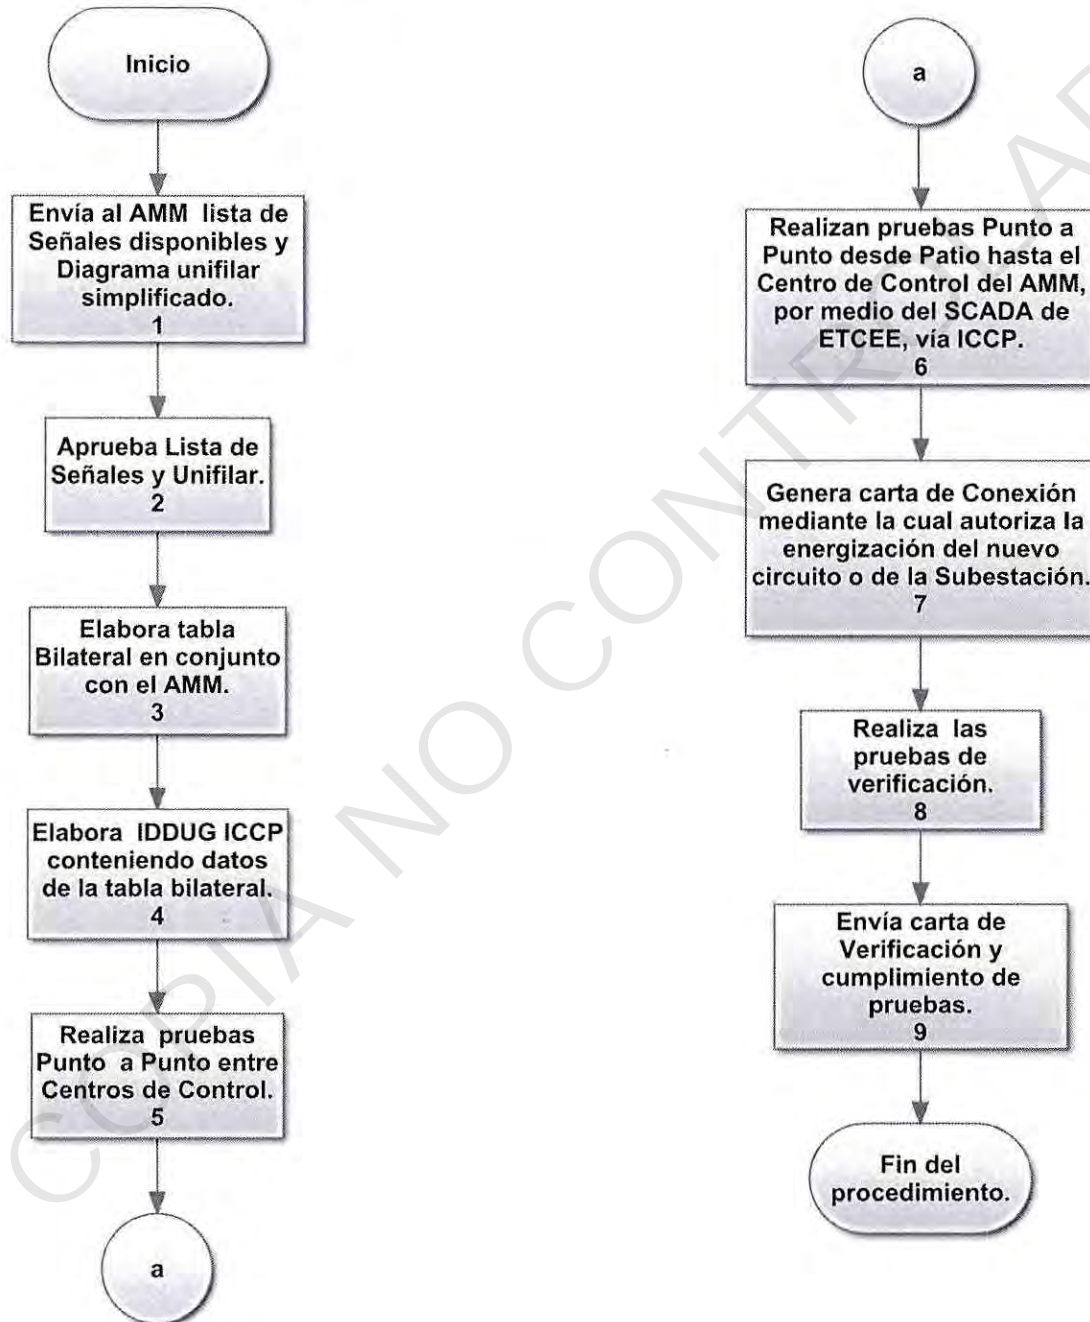 Inicio
Envía al AMM lista de
Señales disponibles y
Diagrama unifilar
simplificado.
1
Aprueba Lista de
Señales y Unifilar.
2
Elabora tabla
Bilateral en conjunto
con el AMM.
3
Elabora IDDUG ICCP
conteniendo datos
de la tabla bilateral.
4
Realiza pruebas
Punto a Punto entre
Centros de Control.
5
a
a
Realizan pruebas Punto a
Punto desde Patio hasta el
Centro de Control del AMM,
por medio del SCADA de
ETCEE, vía ICCP.
6
Genera carta de Conexión
mediante la cual autoriza la
energización del nuevo
circuito o de la Subestación.
7
Realiza las
pruebas de
verificación.
8
Envía carta de
Verificación y
cumplimiento de
pruebas.
9
Fin del
procedimiento.
COPIA NO CONTROLAD